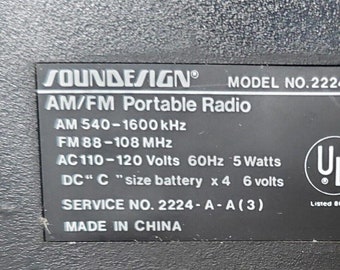 SOUNDESIGN® MODEL NO. 2224
AM/FM Portable Radio
AM 540-1600 kHz
FM 88-108 MHz
AC 110-120 Volts 60Hz 5 Watts
DC "C" size battery x 4 6 volts
SERVICE NO. 2224-A-A(3)
MADE IN CHINA
Listed